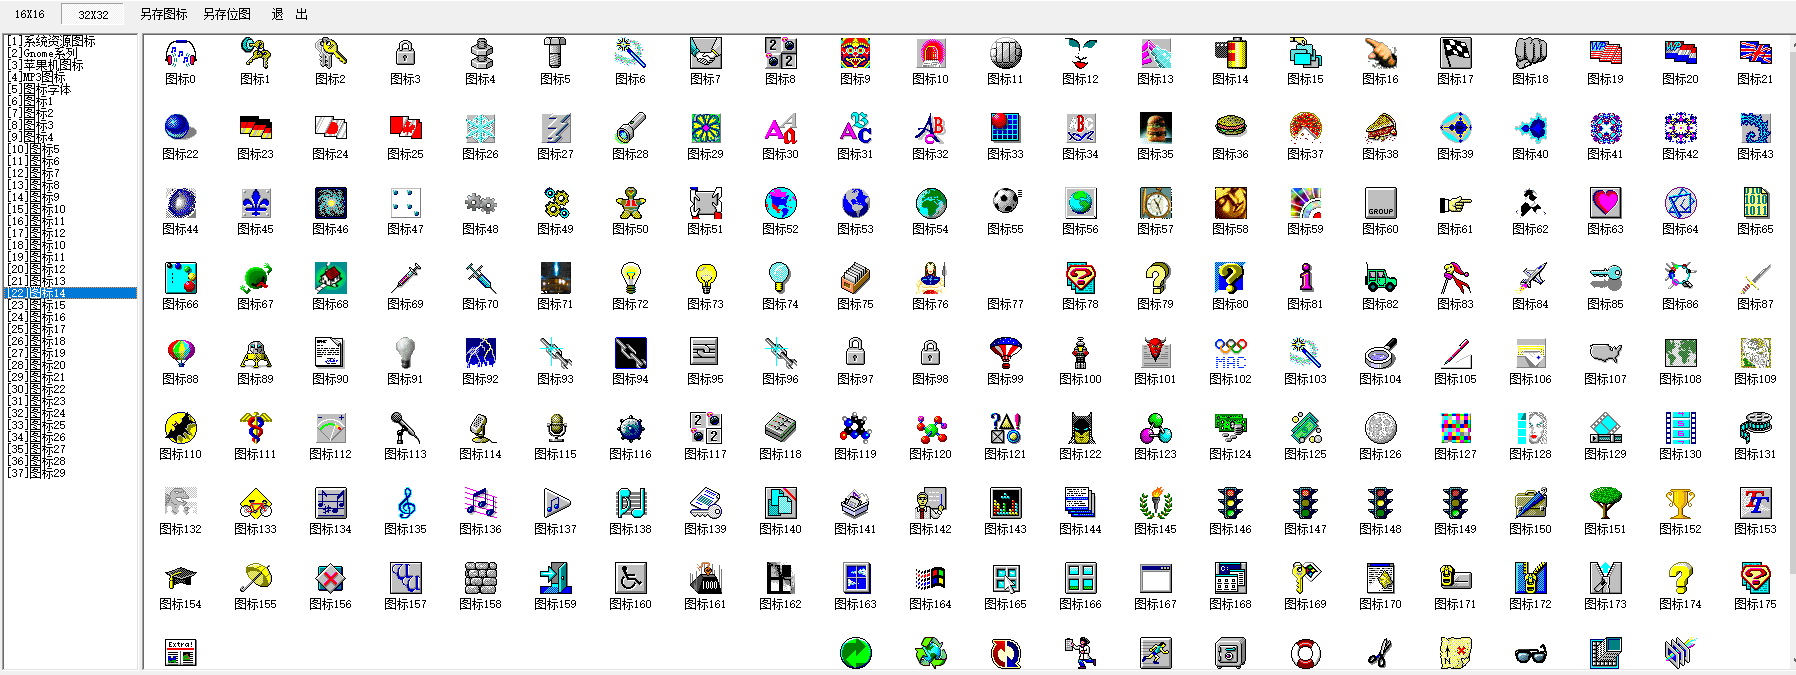 16X16 32X32 另存图标 另存位图 退 出
[1]系统资源图标
[2]Gnome系列
[3]苹果机图标
[4]MP3图标
[5]图标字体
[6]图标1
[7]图标2
[8]图标3
[9]图标4
[10]图标5
[11]图标6
[12]图标7
[13]图标8
[14]图标9
[15]图标10
[16]图标11
[17]图标12
[18]图标10
[19]图标11
[20]图标12
[21]图标13
[22]图标14
[23]图标15
[24]图标16
[25]图标17
[26]图标18
[27]图标19
[28]图标20
[29]图标21
[30]图标22
[31]图标23
[32]图标24
[33]图标25
[34]图标26
[35]图标27
[36]图标28
[37]图标29
图标0 图标1 图标2 图标3 图标4 图标5 图标6 图标7 图标8 图标9 图标10 图标11 图标12 图标13 图标14 图标15 图标16 图标17 图标18 图标19 图标20 图标21
图标22 图标23 图标24 图标25 图标26 图标27 图标28 图标29 图标30 图标31 图标32 图标33 图标34 图标35 图标36 图标37 图标38 图标39 图标40 图标41 图标42 图标43
GROUP
图标44 图标45 图标46 图标47 图标48 图标49 图标50 图标51 图标52 图标53 图标54 图标55 图标56 图标57 图标58 图标59 图标60 图标61 图标62 图标63 图标64 图标65
图标66 图标67 图标68 图标69 图标70 图标71 图标72 图标73 图标74 图标75 图标76 图标77 图标78 图标79 图标80 图标81 图标82 图标83 图标84 图标85 图标86 图标87
MAC
图标88 图标89 图标90 图标91 图标92 图标93 图标94 图标95 图标96 图标97 图标98 图标99 图标100 图标101 图标102 图标103 图标104 图标105 图标106 图标107 图标108 图标109
图标110 图标111 图标112 图标113 图标114 图标115 图标116 图标117 图标118 图标119 图标120 图标121 图标122 图标123 图标124 图标125 图标126 图标127 图标128 图标129 图标130 图标131
图标132 图标133 图标134 图标135 图标136 图标137 图标138 图标139 图标140 图标141 图标142 图标143 图标144 图标145 图标146 图标147 图标148 图标149 图标150 图标151 图标152 图标153
1000
图标154 图标155 图标156 图标157 图标158 图标159 图标160 图标161 图标162 图标163 图标164 图标165 图标166 图标167 图标168 图标169 图标170 图标171 图标172 图标173 图标174 图标175
Extra!